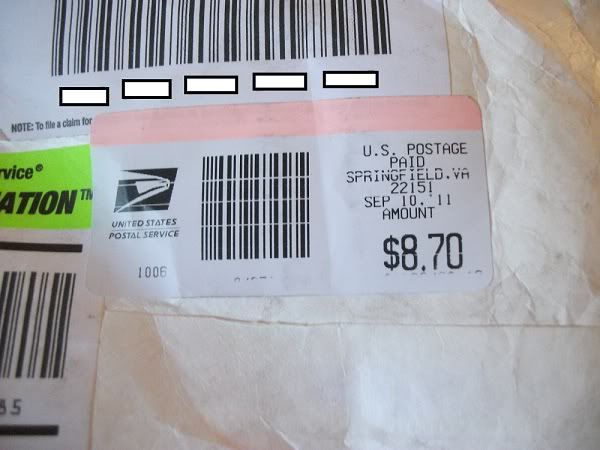 NOTE: To file a claim for
rvice®
ATION™
U.S. POSTAGE
PAID
SPRINGFIELD,VA
22151
SEP 10,'11
AMOUNT
$8.70
UNITED STATES
POSTAL SERVICE
1006
85